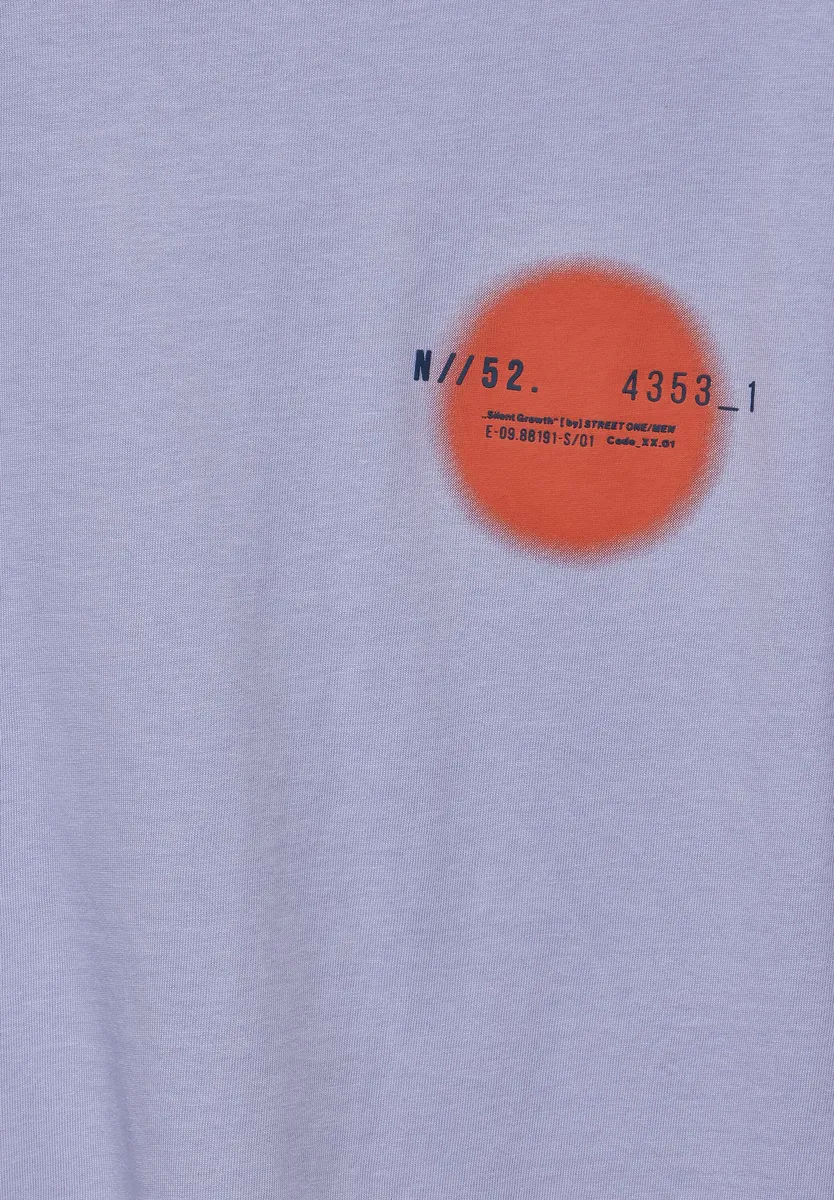 N//52. 4353_1
„Silent Growth“ [by] STREET ONE/MEN
E-09.88191-S/01 Code_XX.01